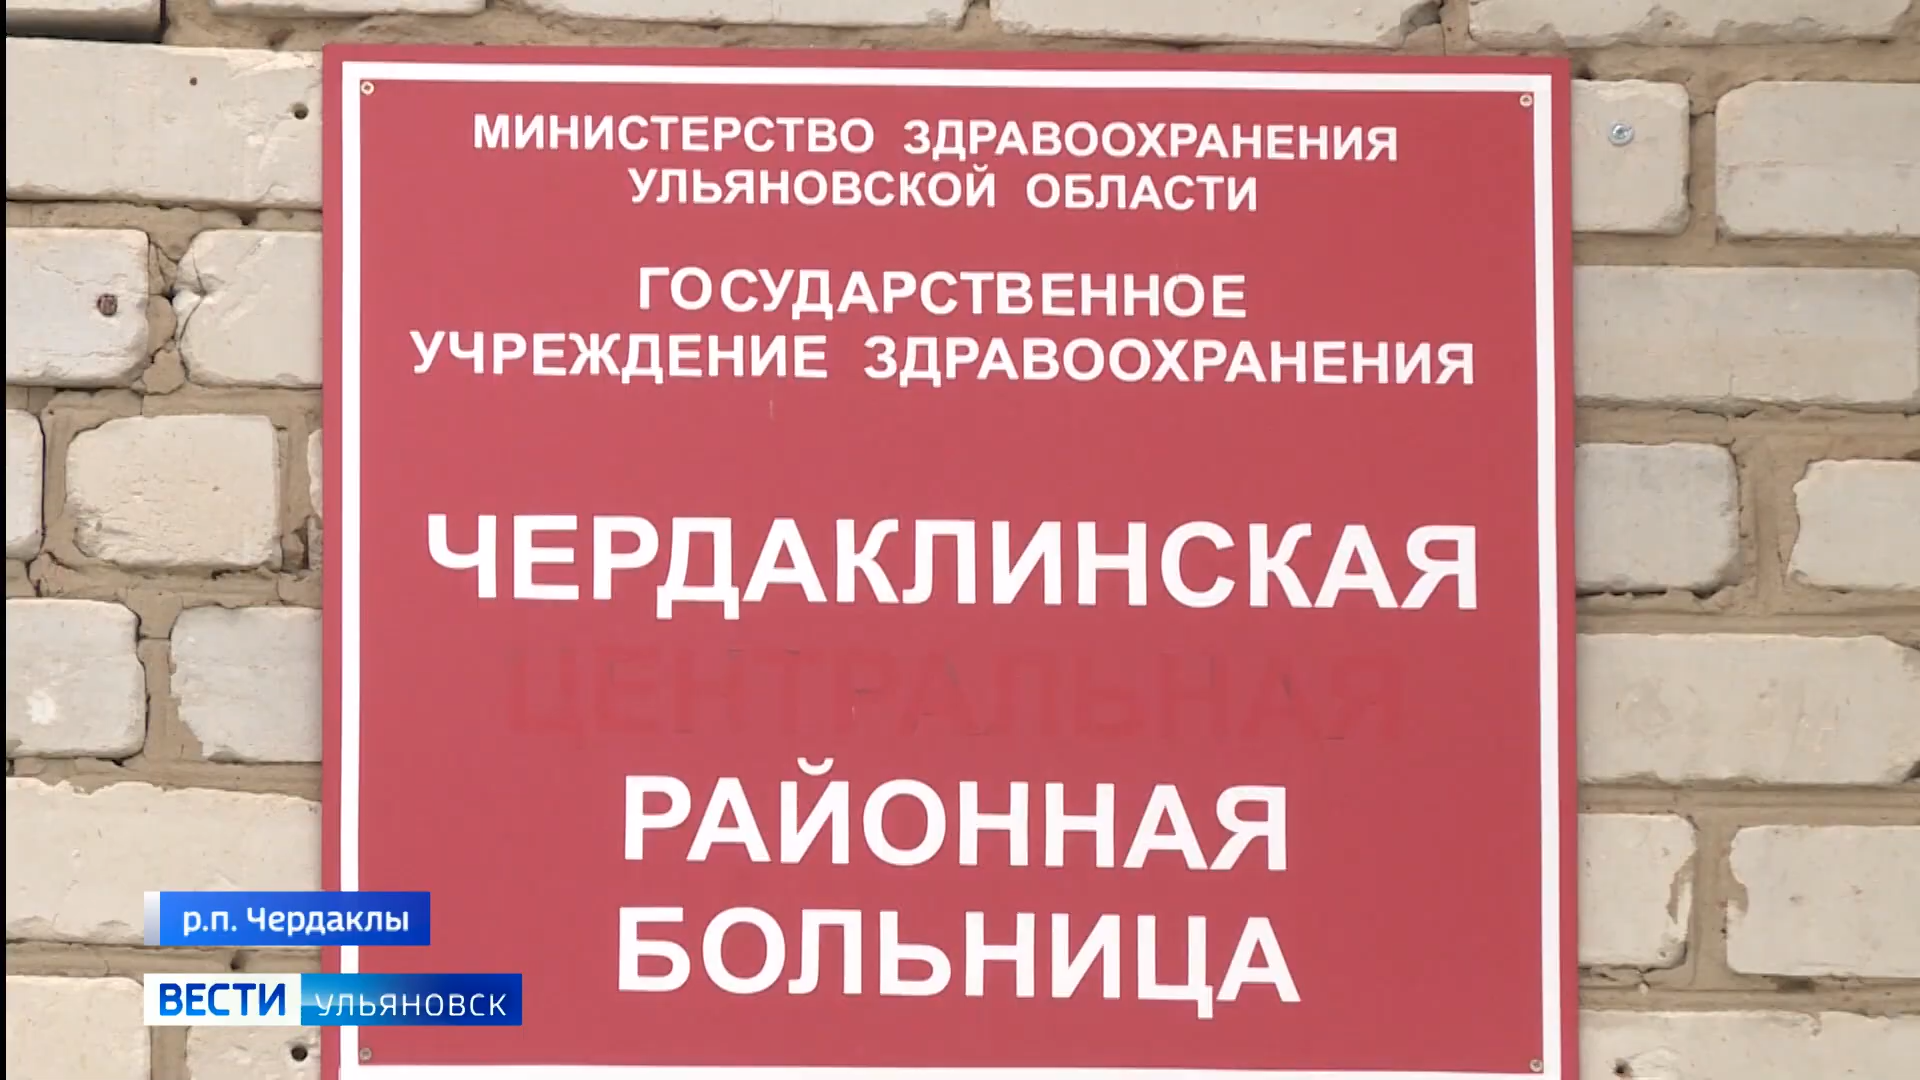 МИНИСТЕРСТВО ЗДРАВООХРАНЕНИЯ
УЛЬЯНОВСКОЙ ОБЛАСТИ
ГОСУДАРСТВЕННОЕ
УЧРЕЖДЕНИЕ ЗДРАВООХРАНЕНИЯ
ЧЕРДАКЛИНСКАЯ
ЦЕНТРАЛЬНАЯ
РАЙОННАЯ
БОЛЬНИЦА
р.п. Чердаклы
ВЕСТИ УЛЬЯНОВСК